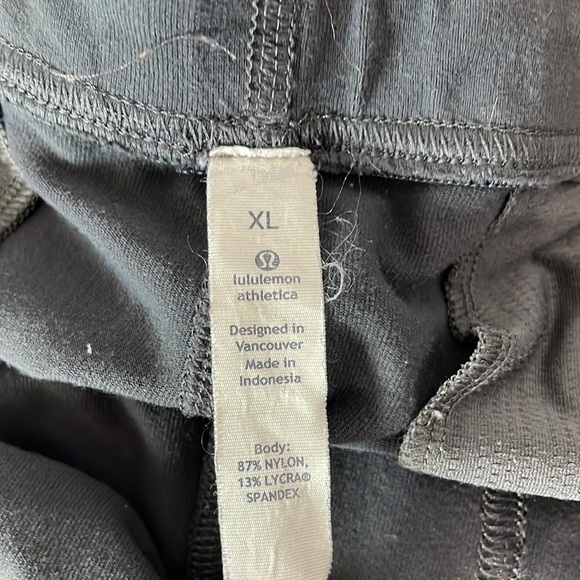 XL
lululemon
athletica
Designed in
Vancouver
Made in
Indonesia
Body:
87% NYLON,
13% LYCRA®
SPANDEX